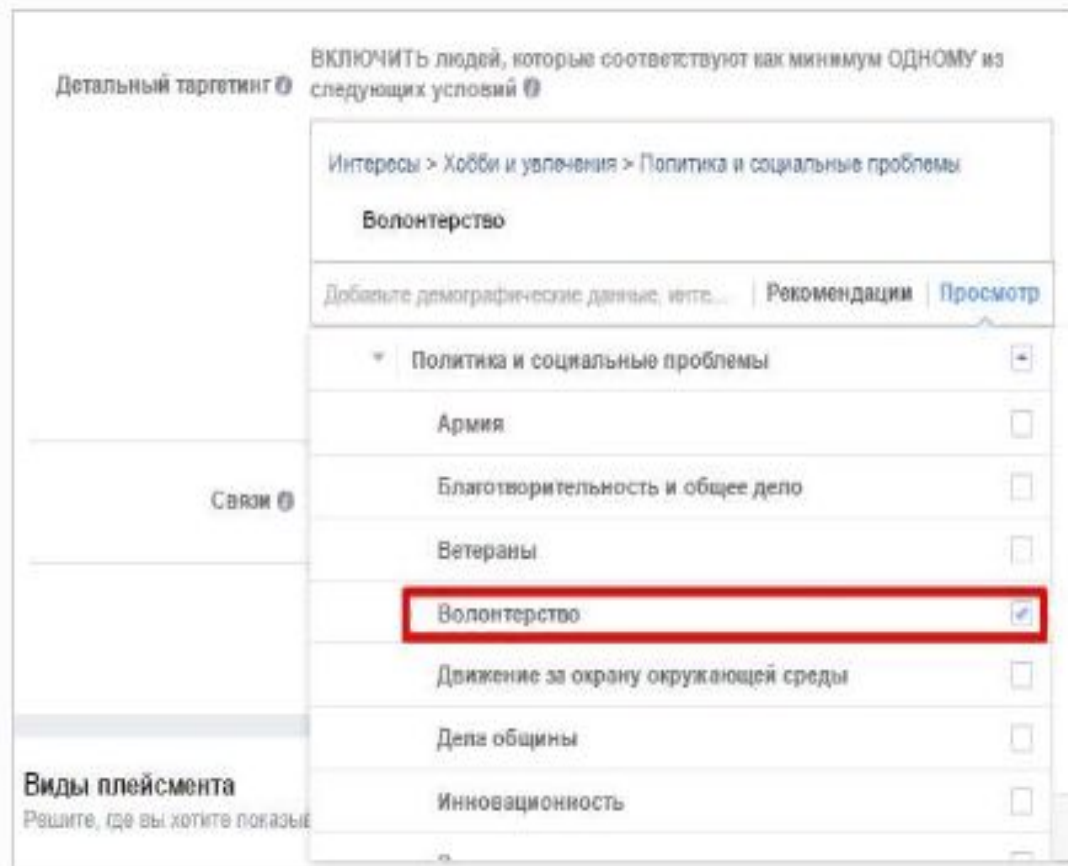 ВКЛЮЧИТЬ людей, которые соответствуют как минимум ОДНОМУ из
Детальный таргетинг
следующих условий
Интересы > Хобби и увлечения > Политика и социальные проблемы
Волонтерство
Добавьте демографические данные, инте... | Рекомендации | Просмотр
Политика и социальные проблемы
Армия
Благотворительность и общее дело
Связи
Ветераны
Волонтерство
Движение за охрану окружающей среды
Дела общины
Виды плейсмента
Инновационность
Решите, где вы хотите показыв